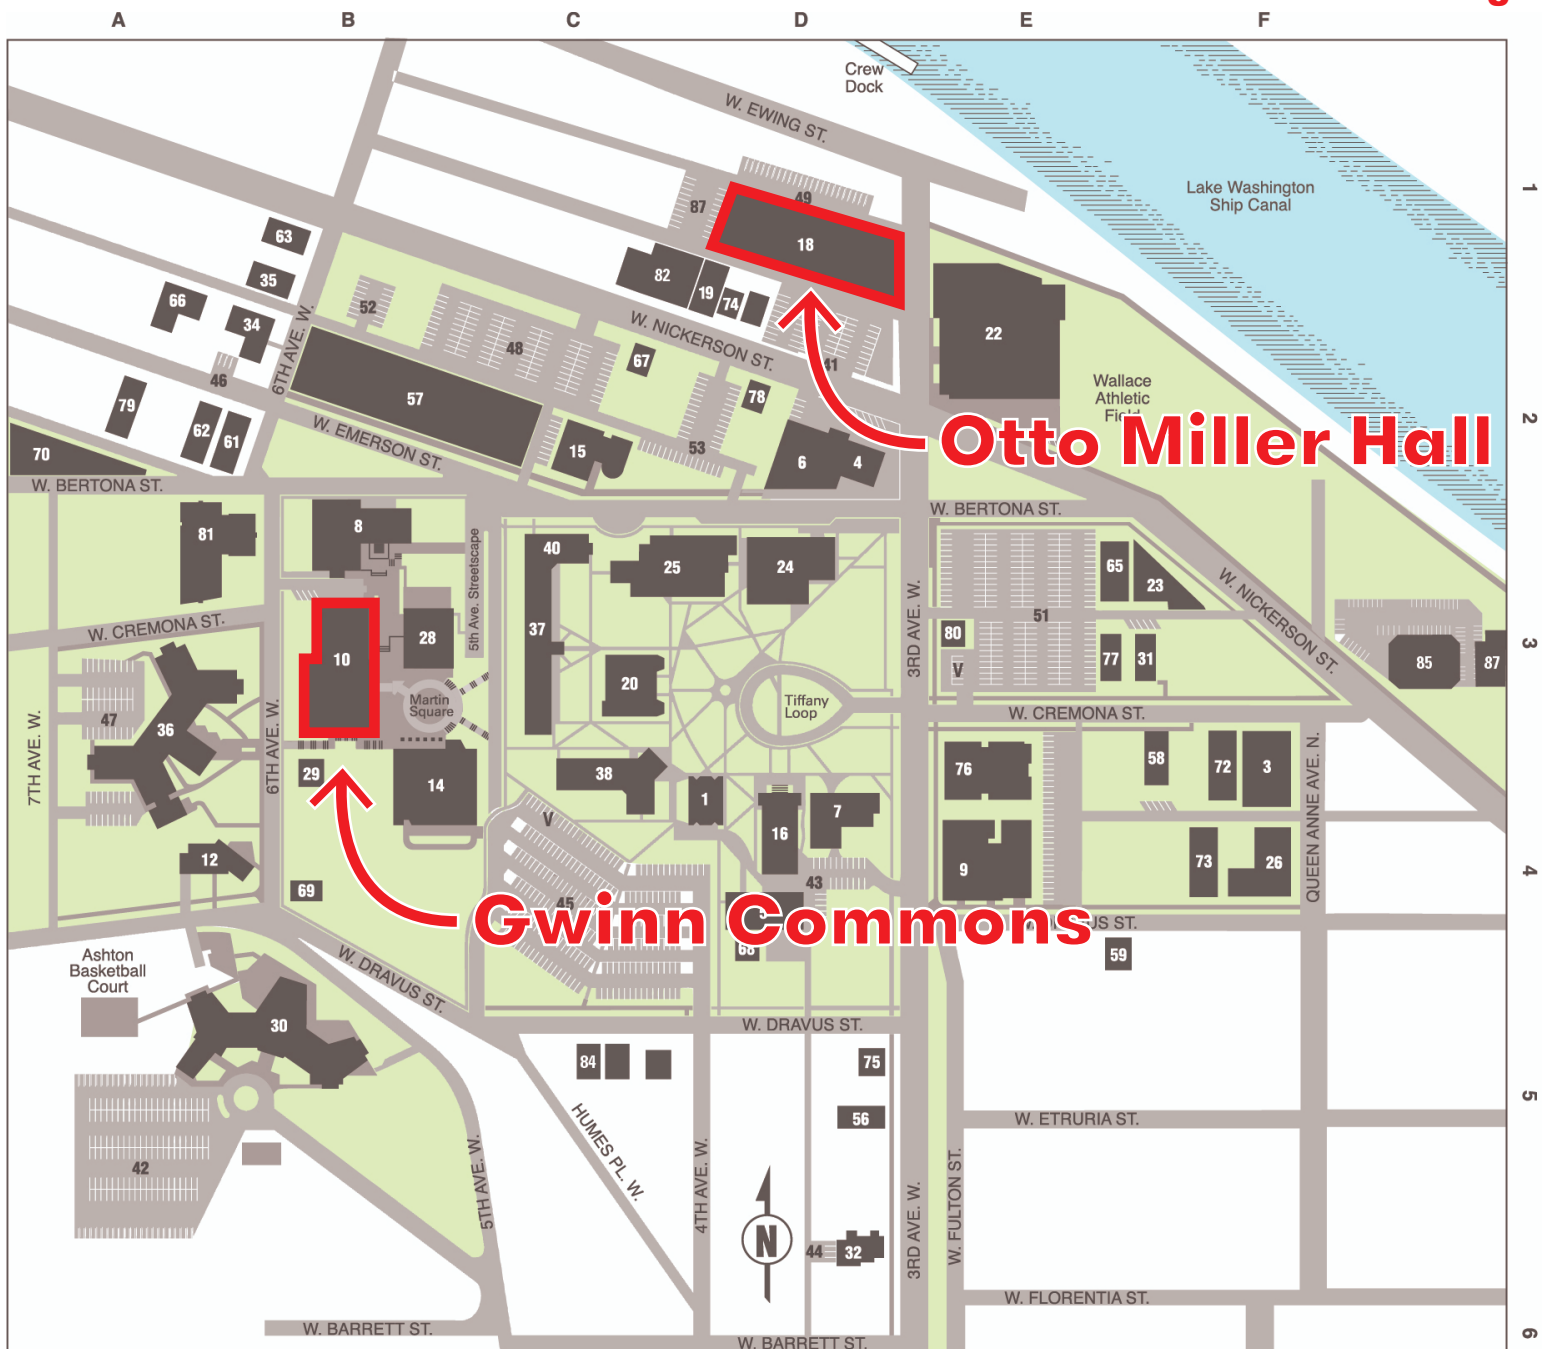 A B C D E F
Crew
Dock
W. EWING ST.
Lake Washington
Ship Canal
1
87
49
18
63
35
66
34
52
82
19
74
W. NICKERSON ST.
22
48
67
41
6TH AVE. W.
46
57
78
Wallace
Athletic
79
62
61
2
W. EMERSON ST.
15
53
6
4
Otto Miller Hall
70
W. BERTONA ST.
W. BERTONA ST.
81
8
40
25
24
65
23
5th Ave. Streetscape
3RD AVE. W.
W. NICKERSON ST.
W. CREMONA ST.
51
28
37
80
77
31
3
10
V
85
87
20
Martin
Square
Tiffany
Loop
W. CREMONA ST.
47
36
7TH AVE. W.
6TH AVE. W.
29
14
38
76
58
72
3
1
7
V
16
QUEEN ANNE AVE. N.
12
9
73
26
4
69
43
45
Gwinn Commons
68
59
Ashton
Basketball
Court
W. DRAVUS ST.
30
W. DRAVUS ST.
84
75
5
56
W. ETRURIA ST.
HUMES PL. W.
42
5TH AVE. W.
4TH AVE. W.
3RD AVE. W.
W. FULTON ST.
N
44
32
W. FLORENTIA ST.
W. BARRETT ST.
W. BARRETT ST.
6